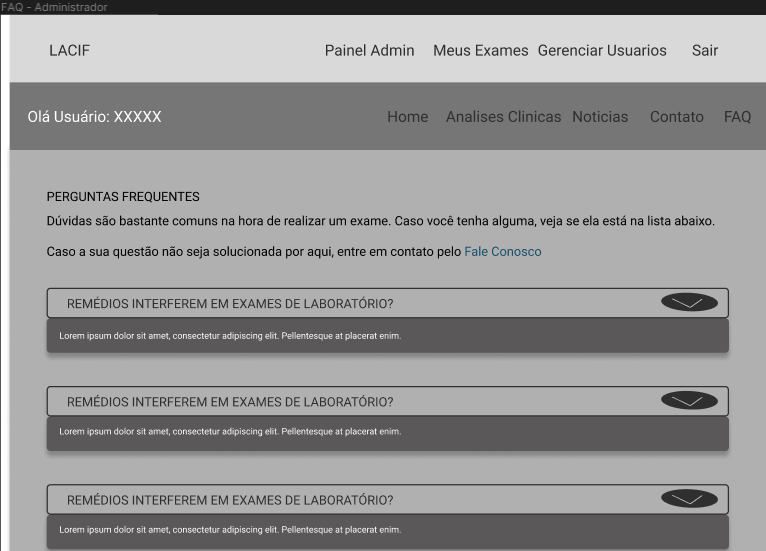 FAQ - Administrador
LACIF Painel Admin Meus Exames Gerenciar Usuarios Sair
Olá Usuário: XXXXX Home Analises Clinicas Noticias Contato FAQ
PERGUNTAS FREQUENTES
Dúvidas são bastante comuns na hora de realizar um exame. Caso você tenha alguma, veja se ela está na lista abaixo.
Caso a sua questão não seja solucionada por aqui, entre em contato pelo Fale Conosco
REMÉDIOS INTERFEREM EM EXAMES DE LABORATÓRIO?
Lorem ipsum dolor sit amet, consectetur adipiscing elit. Pellentesque at placerat enim.
REMÉDIOS INTERFEREM EM EXAMES DE LABORATÓRIO?
Lorem ipsum dolor sit amet, consectetur adipiscing elit. Pellentesque at placerat enim.
REMÉDIOS INTERFEREM EM EXAMES DE LABORATÓRIO?
Lorem ipsum dolor sit amet, consectetur adipiscing elit. Pellentesque at placerat enim.